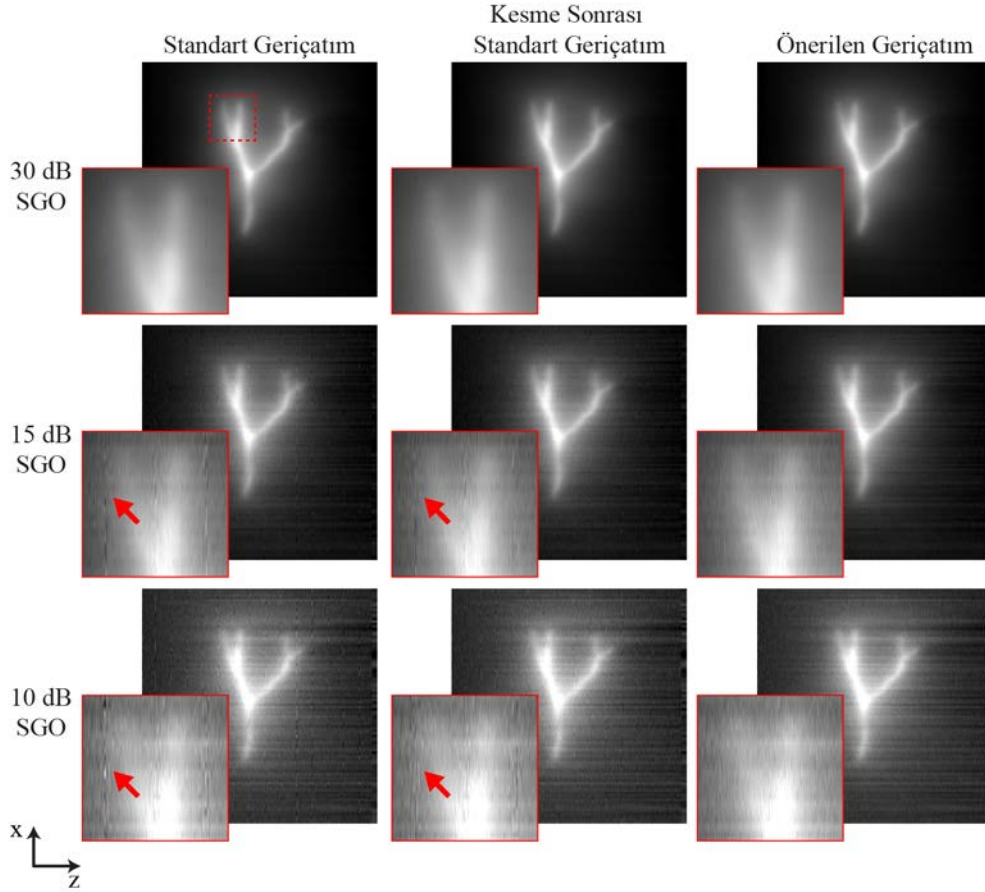 Kesme Sonrası
Standart Geriçatım
Standart Geriçatım
Önerilen Geriçatım
30 dB
SGO
15 dB
SGO
10 dB
SGO
x
z